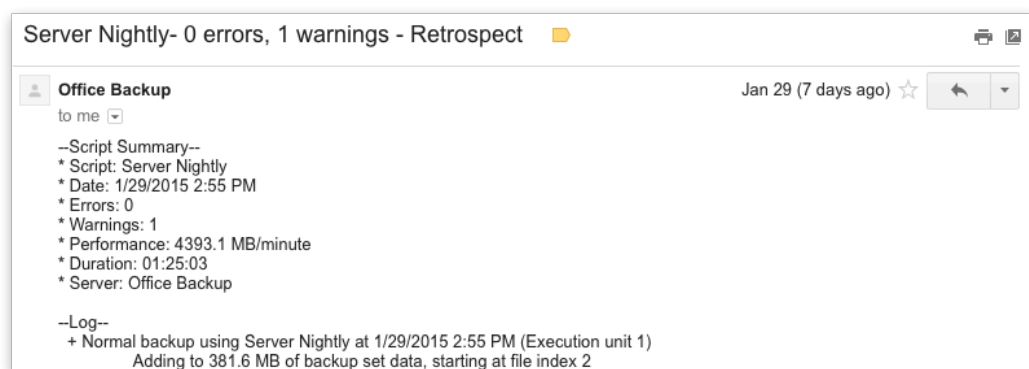 Server Nightly- 0 errors, 1 warnings - Retrospect
Office Backup
Jan 29 (7 days ago)
to me
--Script Summary--
* Script: Server Nightly
* Date: 1/29/2015 2:55 PM
* Errors: 0
* Warnings: 1
* Performance: 4393.1 MB/minute
* Duration: 01:25:03
* Server: Office Backup
--Log--
+ Normal backup using Server Nightly at 1/29/2015 2:55 PM (Execution unit 1)
Adding to 381.6 MB of backup set data, starting at file index 2